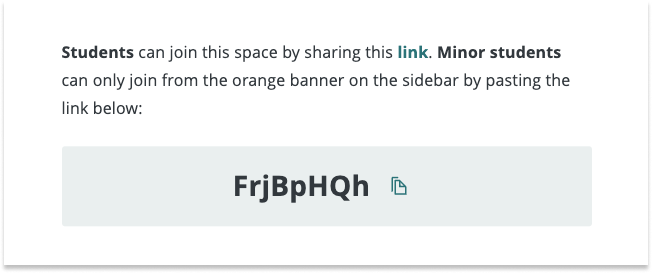 Students can join this space by sharing this link. Minor students
can only join from the orange banner on the sidebar by pasting the
link below:
FrjBpHQh